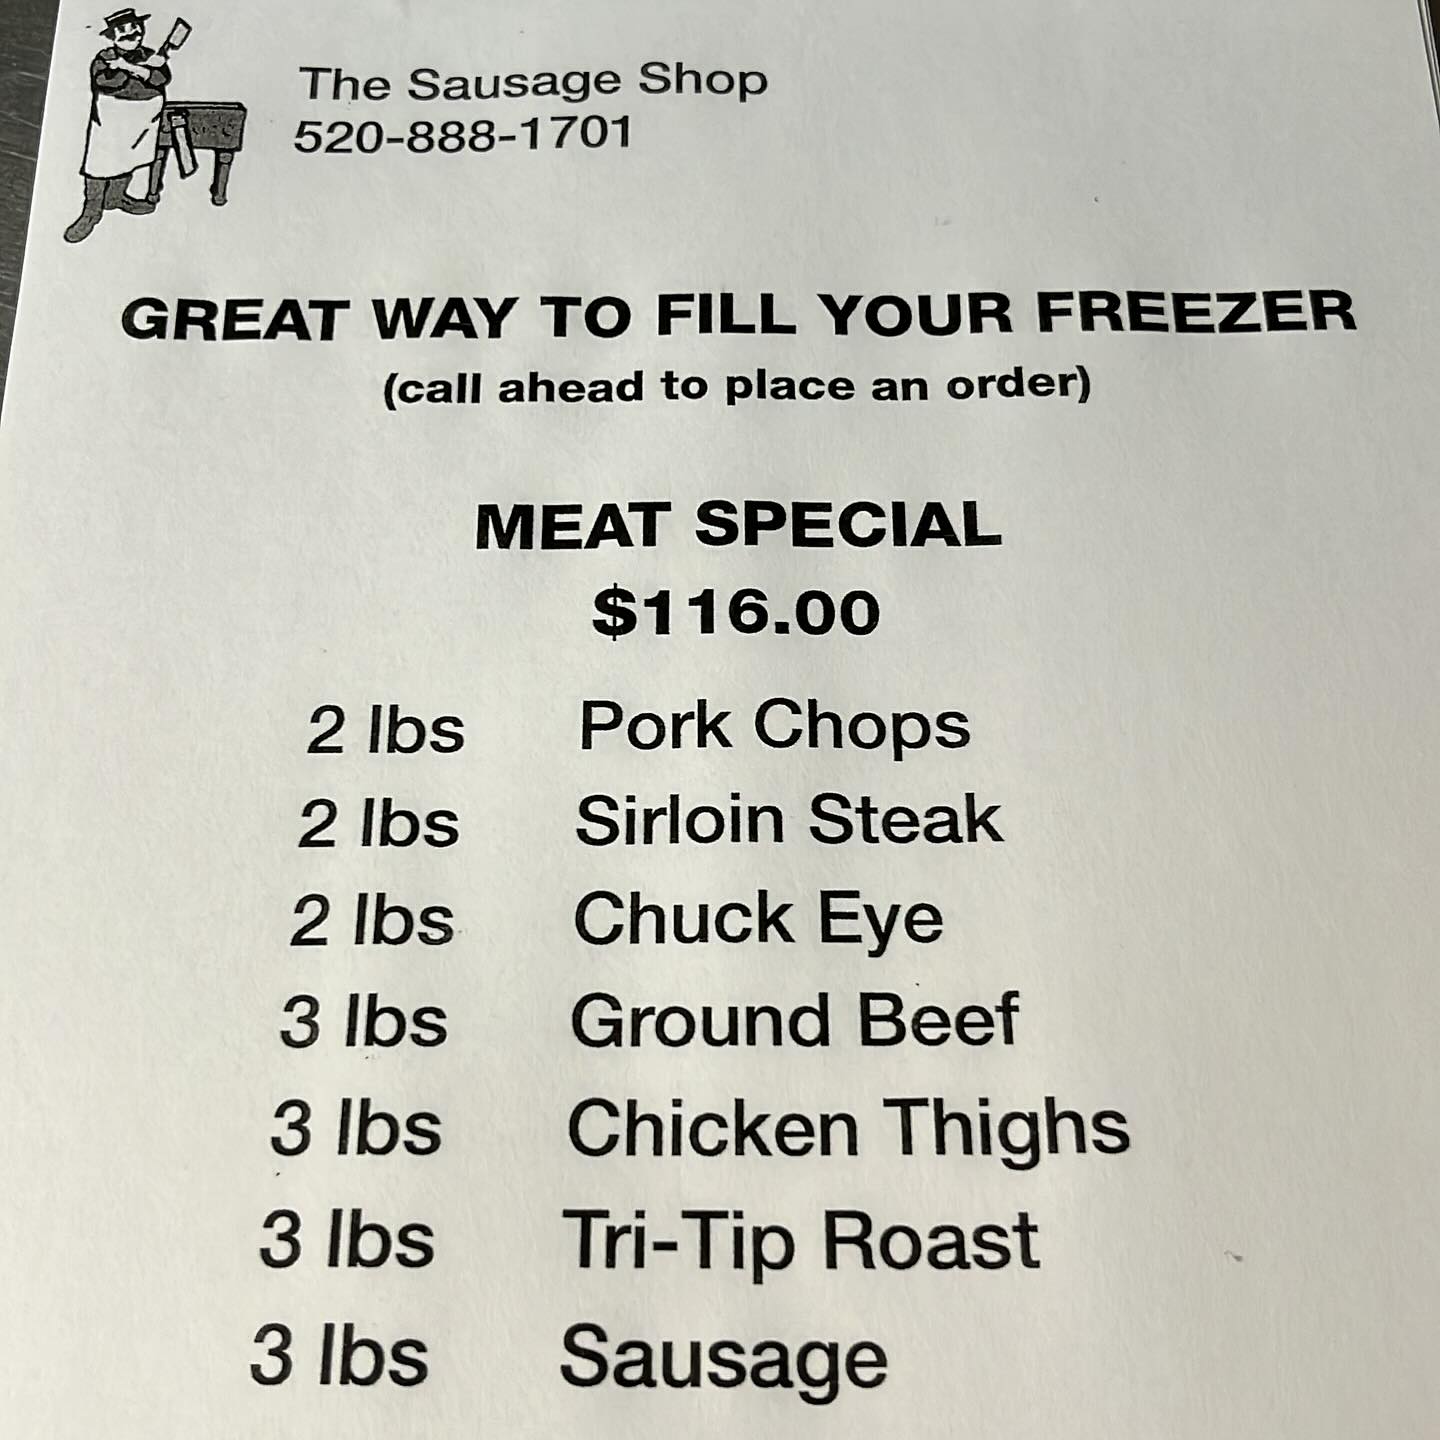 The Sausage Shop
520-888-1701
GREAT WAY TO FILL YOUR FREEZER
(call ahead to place an order)
MEAT SPECIAL
$116.00
2 lbs Pork Chops
2 lbs Sirloin Steak
2 lbs Chuck Eye
3 lbs Ground Beef
3 lbs Chicken Thighs
3 lbs Tri-Tip Roast
3 lbs Sausage